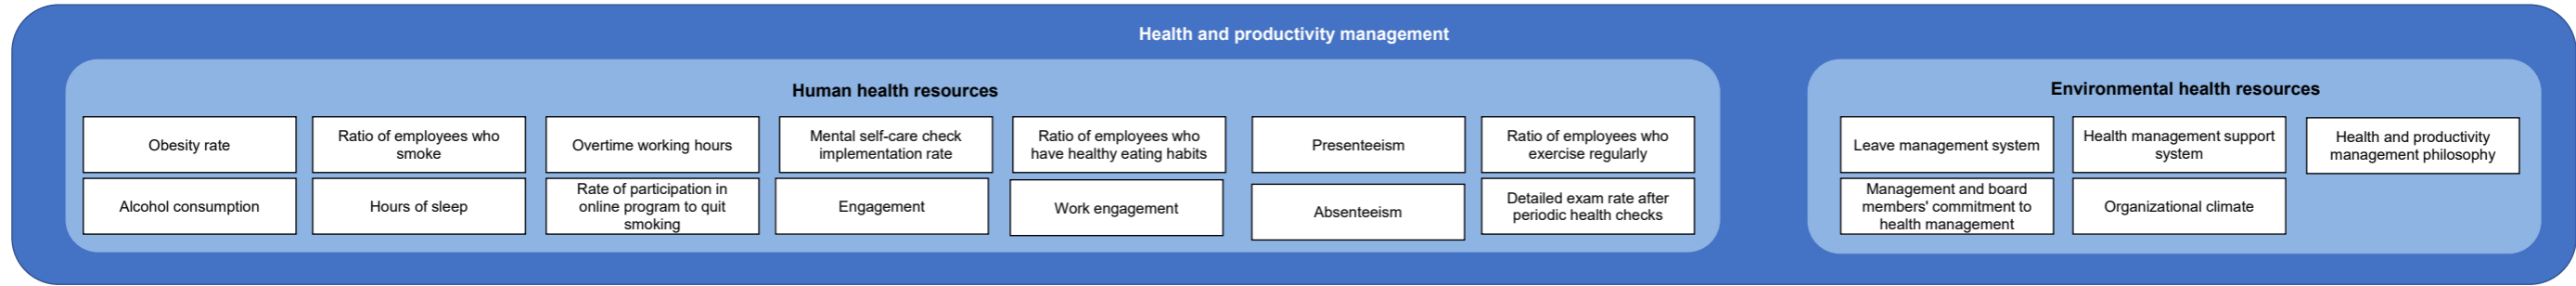 Health and productivity management
Human health resources
Obesity rate
Ratio of employees who
smoke
Overtime working hours
Mental self-care check
implementation rate
Ratio of employees who
have healthy eating habits
Presenteeism
Ratio of employees who
exercise regularly
Alcohol consumption
Hours of sleep
Rate of participation in
online program to quit
smoking
Engagement
Work engagement
Absenteeism
Detailed exam rate after
periodic health checks
Environmental health resources
Leave management system
Health management support
system
Health and productivity
management philosophy
Management and board
members' commitment to
health management
Organizational climate